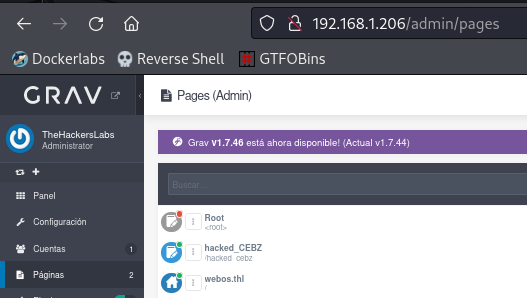 192.168.1.206/admin/pages
Dockerlabs Reverse Shell GTFOBins
GRAV
Pages (Admin)
TheHackersLabs
Administrator
Grav v1.7.46 está ahora disponible! (Actual v1.7.44)
Panel
Configuración
Cuentas 1
Páginas 2
Buscar...
Root
<root>
hacked_CEBZ
/hacked_cebz
webos.thl
/